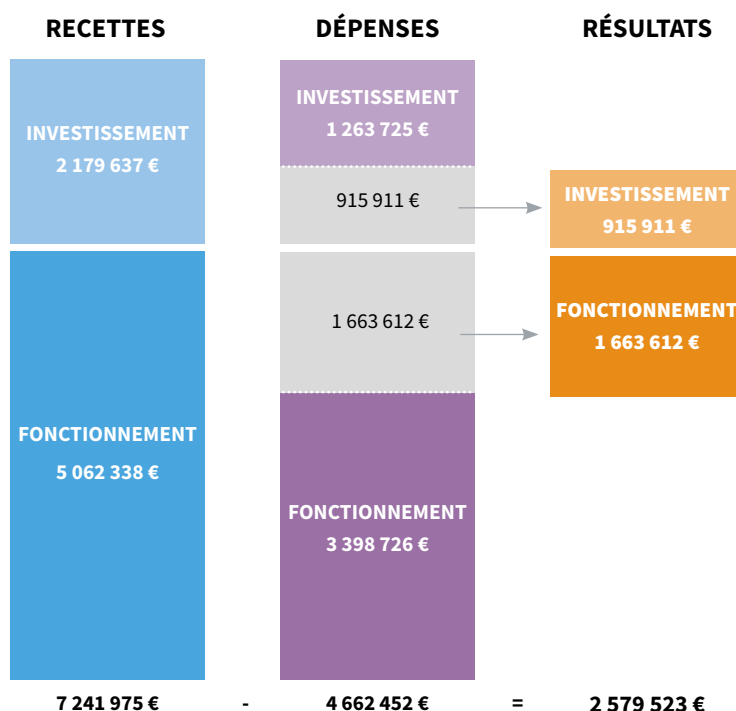 RECETTES
DÉPENSES
RÉSULTATS
INVESTISSEMENT
2 179 637 €
FONCTIONNEMENT
5 062 338 €
INVESTISSEMENT
1 263 725 €
915 911 €
1 663 612 €
FONCTIONNEMENT
3 398 726 €
INVESTISSEMENT
915 911 €
FONCTIONNEMENT
1 663 612 €
7 241 975 € - 4 662 452 € = 2 579 523 €